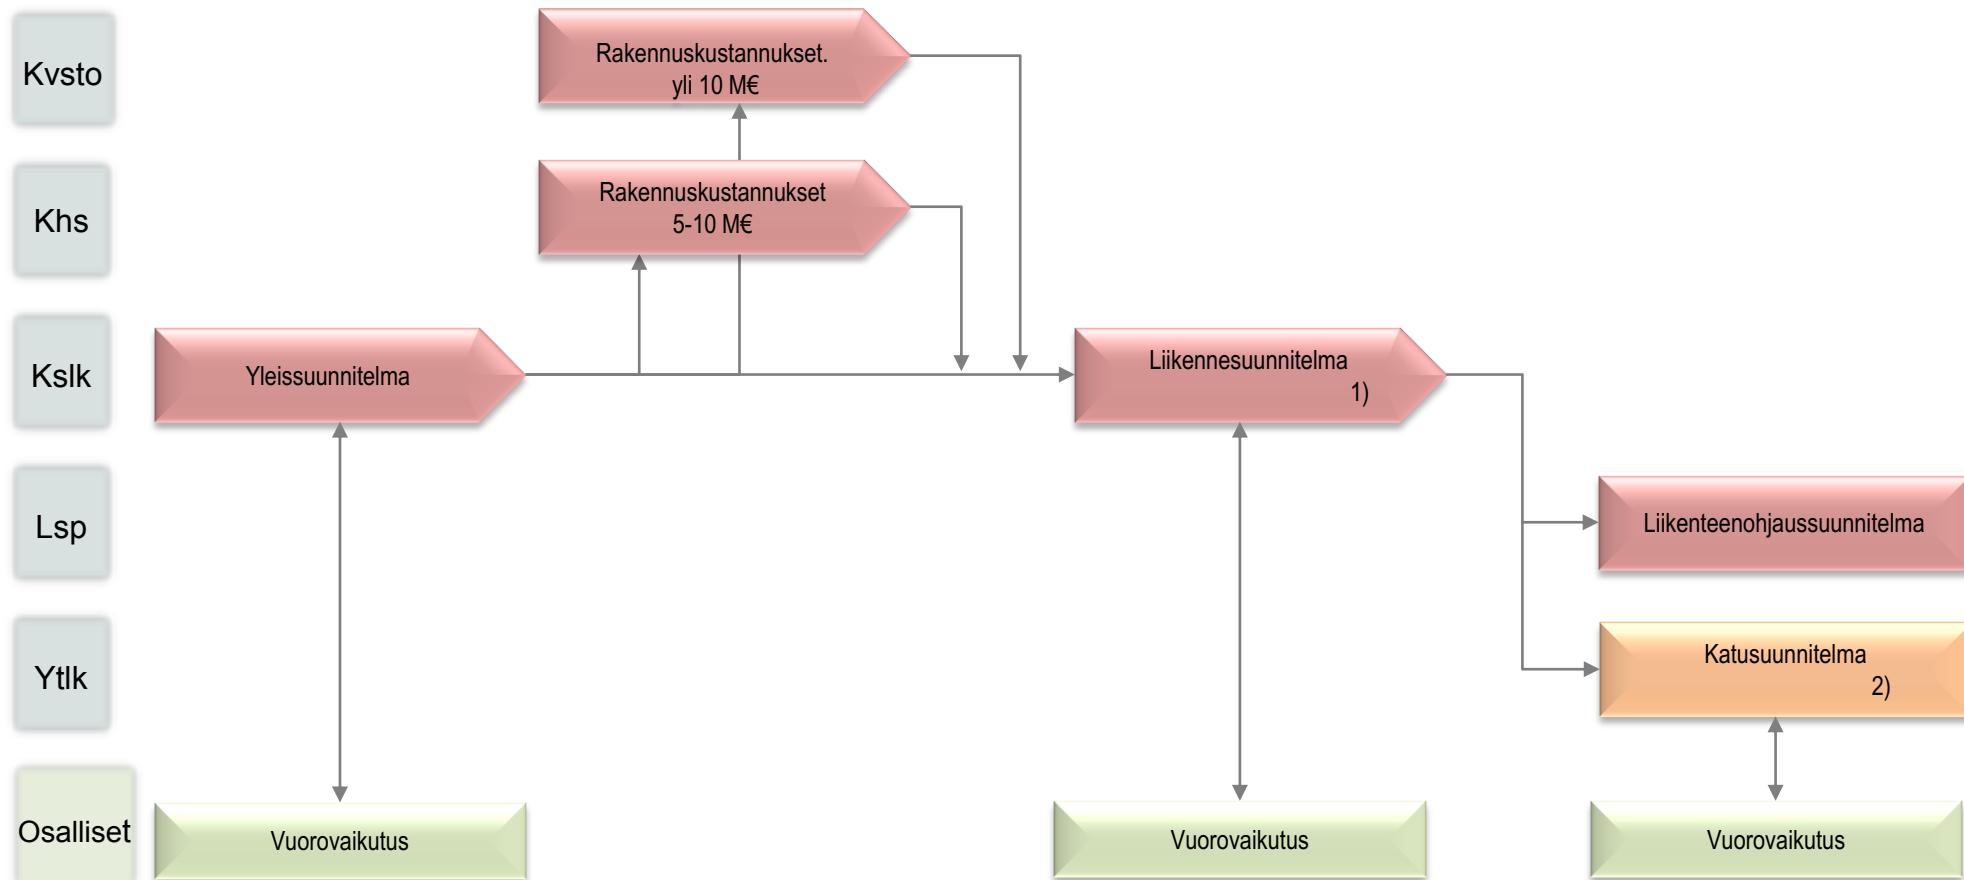 Kvsto
Rakennuskustannukset.
yli 10 M€
Khs
Rakennuskustannukset
5-10 M€
Kslk
Yleissuunnitelma
Liikennesuunnitelma
1)
Lsp
Liikenteenohjaussuunnitelma
Ytlk
Katusuunnitelma
2)
Osalliset
Vuorovaikutus
Vuorovaikutus
Vuorovaikutus